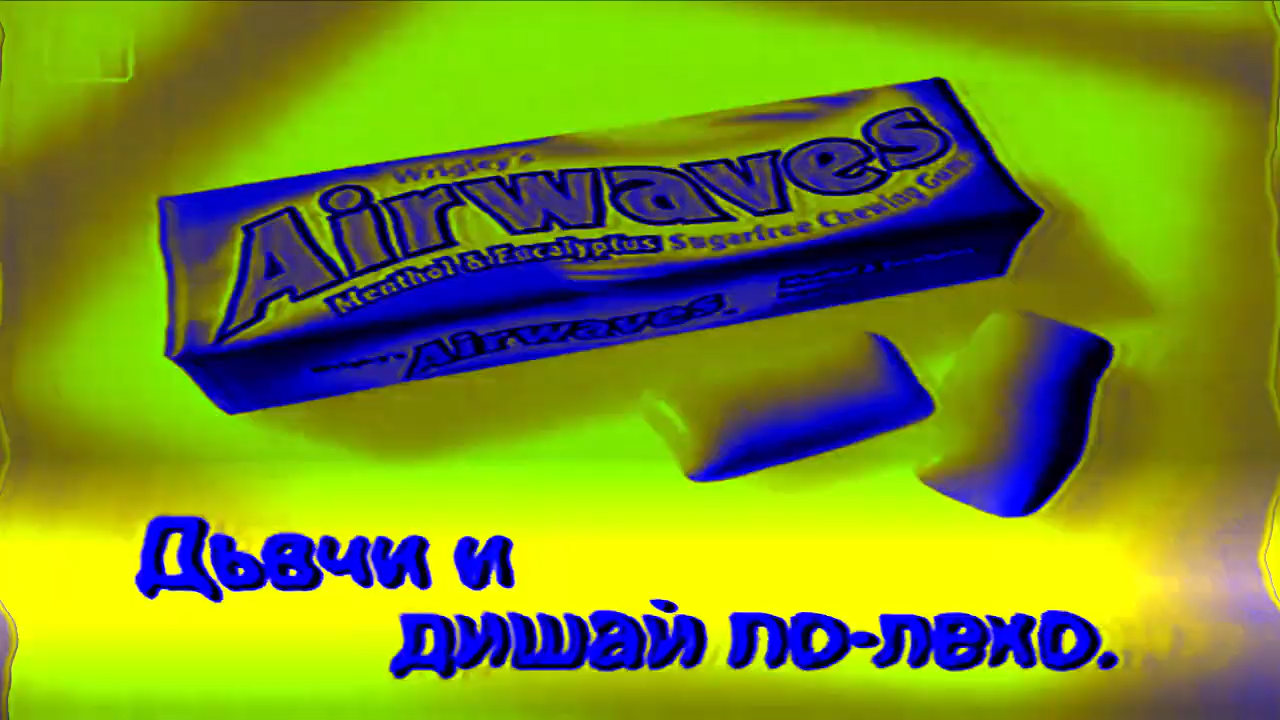 Wrigley's
Airwaves
Menthol & Eucalyptus Sugarfree Chewing Gum
Airwaves.
Дъвчи и
дишай по-леко.